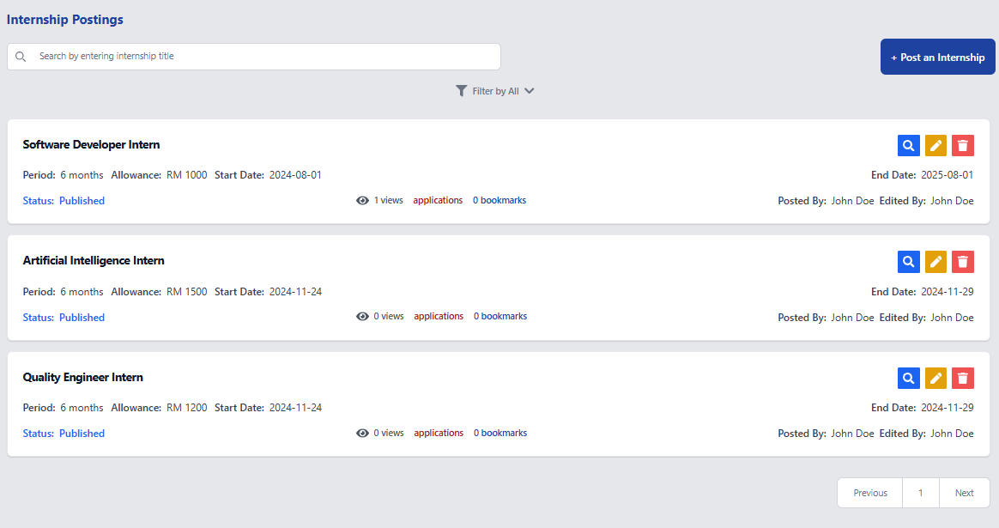 Internship Postings
Search by entering internship title
+ Post an Internship
Filter by All
Software Developer Intern
Period: 6 months Allowance: RM 1000 Start Date: 2024-08-01 End Date: 2025-08-01
Status: Published 1 views applications 0 bookmarks Posted By: John Doe Edited By: John Doe
Artificial Intelligence Intern
Period: 6 months Allowance: RM 1500 Start Date: 2024-11-24 End Date: 2024-11-29
Status: Published 0 views applications 0 bookmarks Posted By: John Doe Edited By: John Doe
Quality Engineer Intern
Period: 6 months Allowance: RM 1200 Start Date: 2024-11-24 End Date: 2024-11-29
Status: Published 0 views applications 0 bookmarks Posted By: John Doe Edited By: John Doe
Previous 1 Next